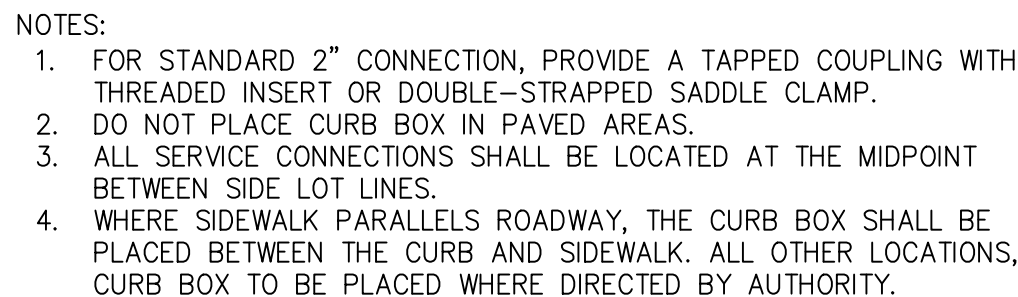 NOTES:
1. FOR STANDARD 2" CONNECTION, PROVIDE A TAPPED COUPLING WITH
THREADED INSERT OR DOUBLE-STRAPPED SADDLE CLAMP.
2. DO NOT PLACE CURB BOX IN PAVED AREAS.
3. ALL SERVICE CONNECTIONS SHALL BE LOCATED AT THE MIDPOINT
BETWEEN SIDE LOT LINES.
4. WHERE SIDEWALK PARALLELS ROADWAY, THE CURB BOX SHALL BE
PLACED BETWEEN THE CURB AND SIDEWALK. ALL OTHER LOCATIONS,
CURB BOX TO BE PLACED WHERE DIRECTED BY AUTHORITY.